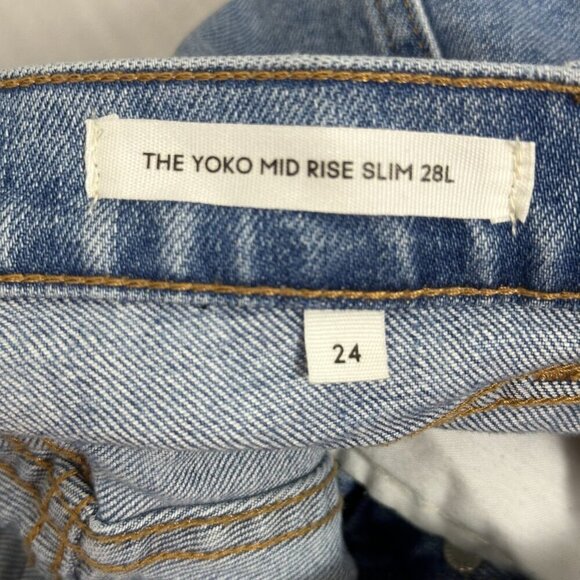 THE YOKO MID RISE SLIM 28L
24